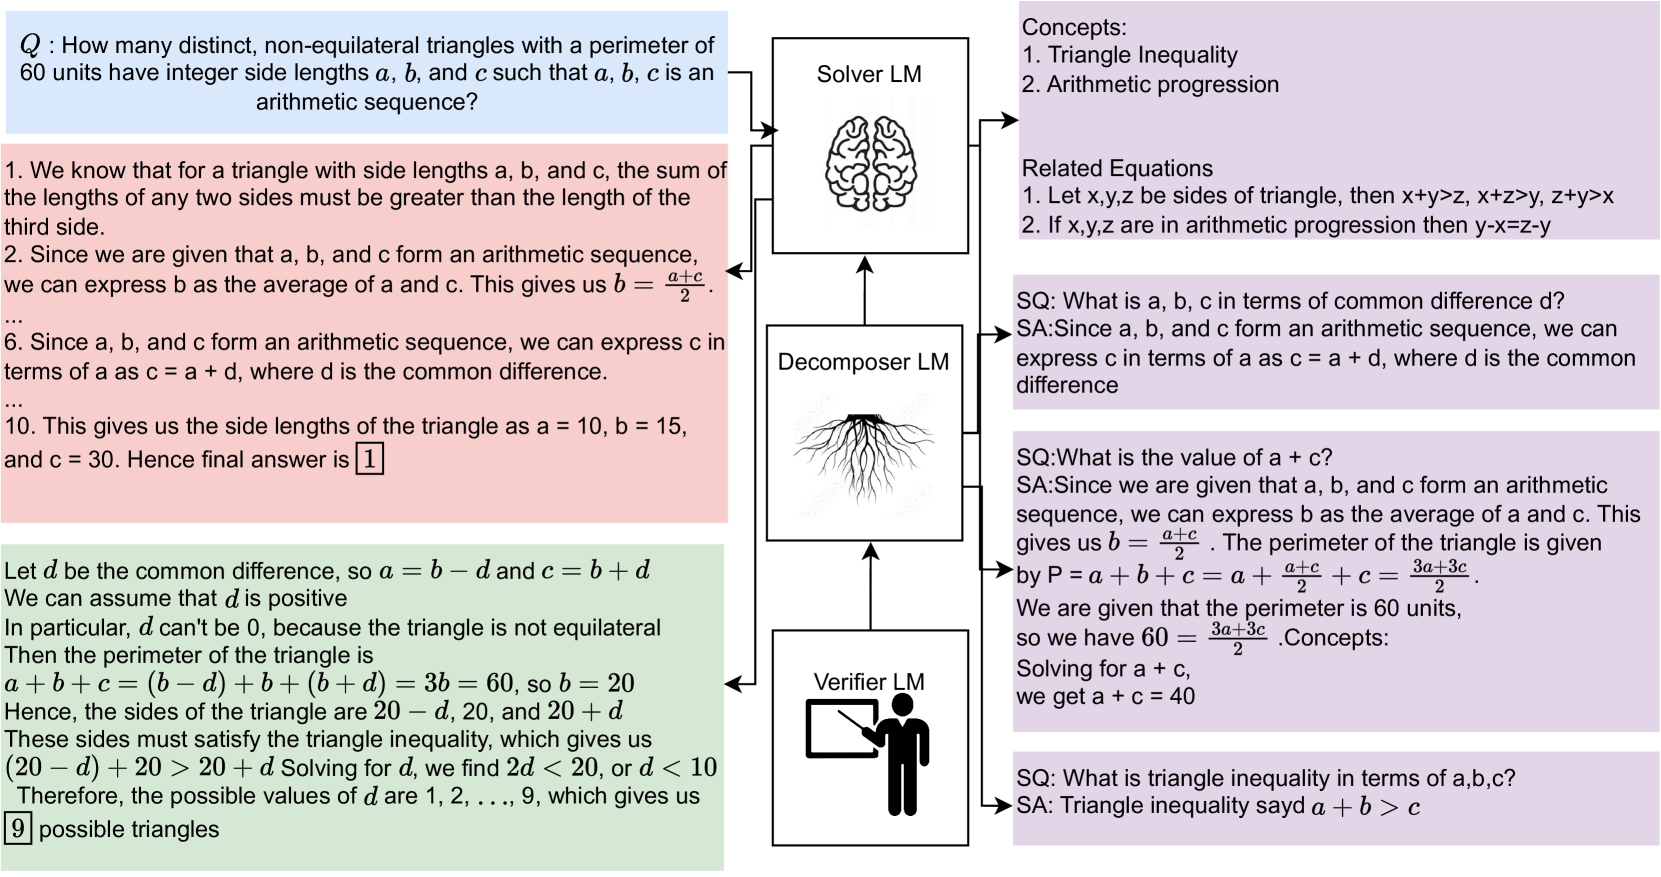 Q : How many distinct, non-equilateral triangles with a perimeter of
60 units have integer side lengths a, b, and c such that a, b, c is an
arithmetic sequence?
1. We know that for a triangle with side lengths a, b, and c, the sum of
the lengths of any two sides must be greater than the length of the
third side.
2. Since we are given that a, b, and c form an arithmetic sequence,
we can express b as the average of a and c. This gives us b = \frac{a+c}{2}.
...
6. Since a, b, and c form an arithmetic sequence, we can express c in
terms of a as c = a + d, where d is the common difference.
...
10. This gives us the side lengths of the triangle as a = 10, b = 15,
and c = 30. Hence final answer is 1
Let d be the common difference, so a = b − d and c = b + d
We can assume that d is positive
In particular, d can't be 0, because the triangle is not equilateral
Then the perimeter of the triangle is
a + b + c = (b − d) + b + (b + d) = 3b = 60, so b = 20
Hence, the sides of the triangle are 20 − d, 20, and 20 + d
These sides must satisfy the triangle inequality, which gives us
(20 − d) + 20 > 20 + d Solving for d, we find 2d < 20, or d < 10
Therefore, the possible values of d are 1, 2, ..., 9, which gives us
9 possible triangles
Solver LM
Decomposer LM
Verifier LM
Concepts:
1. Triangle Inequality
2. Arithmetic progression
Related Equations
1. Let x,y,z be sides of triangle, then x+y>z, x+z>y, z+y>x
2. If x,y,z are in arithmetic progression then y-x=z-y
SQ: What is a, b, c in terms of common difference d?
SA:Since a, b, and c form an arithmetic sequence, we can
express c in terms of a as c = a + d, where d is the common
difference
SQ:What is the value of a + c?
SA:Since we are given that a, b, and c form an arithmetic
sequence, we can express b as the average of a and c. This
gives us b = \frac{a+c}{2} . The perimeter of the triangle is given
by P = a + b + c = a + \frac{a+c}{2} + c = \frac{3a+3c}{2}.
We are given that the perimeter is 60 units,
so we have 60 = \frac{3a+3c}{2} .Concepts:
Solving for a + c,
we get a + c = 40
SQ: What is triangle inequality in terms of a,b,c?
SA: Triangle inequality sayd a + b > c